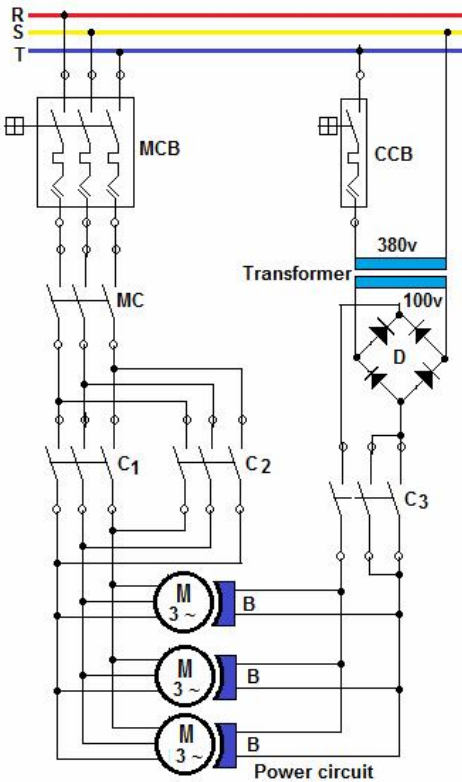 R
S
T
MCB
CCB
380v
Transformer
100v
MC
D
C1
C2
C3
M
3 ~
B
M
3 ~
B
M
3 ~
B
Power circuit